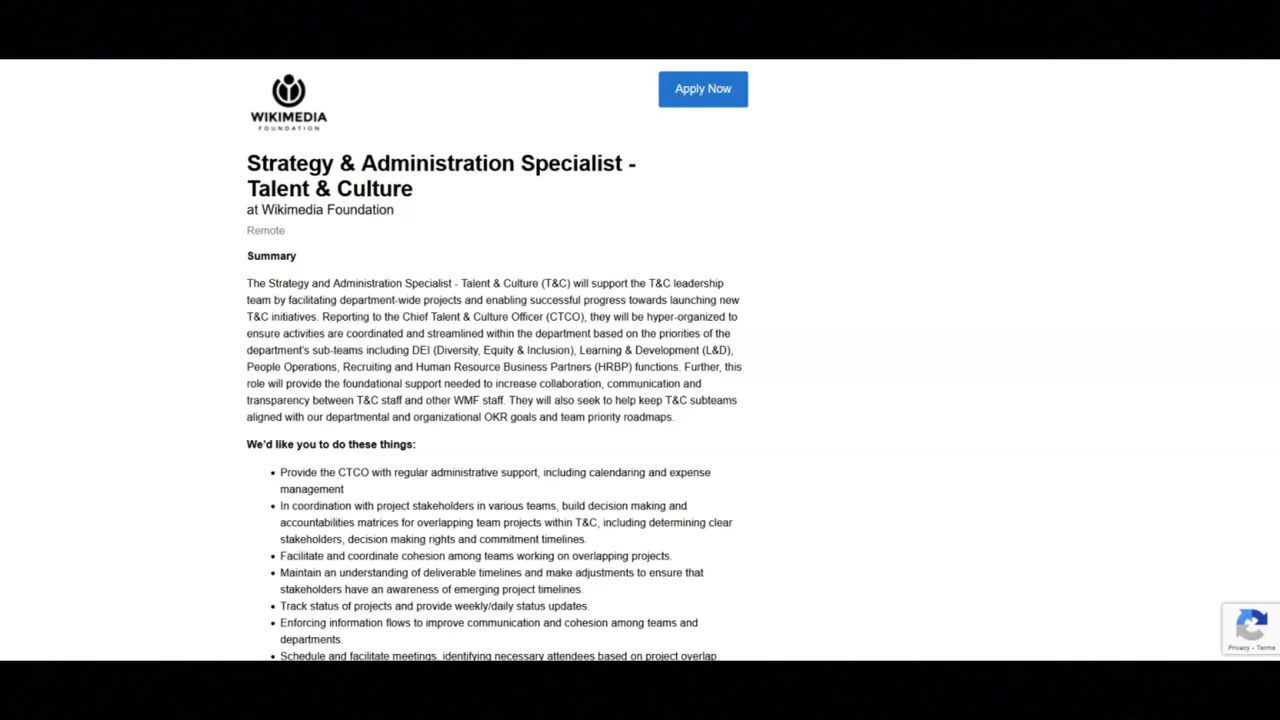 WIKIMEDIA
FOUNDATION
Apply Now
Strategy & Administration Specialist -
Talent & Culture
at Wikimedia Foundation
Remote
Summary
The Strategy and Administration Specialist - Talent & Culture (T&C) will support the T&C leadership
team by facilitating department-wide projects and enabling successful progress towards launching new
T&C initiatives. Reporting to the Chief Talent & Culture Officer (CTCO), they will be hyper-organized to
ensure activities are coordinated and streamlined within the department based on the priorities of the
department's sub-teams including DEI (Diversity, Equity & Inclusion), Learning & Development (L&D),
People Operations, Recruiting and Human Resource Business Partners (HRBP) functions. Further, this
role will provide the foundational support needed to increase collaboration, communication and
transparency between T&C staff and other WMF staff. They will also seek to help keep T&C subteams
aligned with our departmental and organizational OKR goals and team priority roadmaps.
We'd like you to do these things:
• Provide the CTCO with regular administrative support, including calendaring and expense
management
• In coordination with project stakeholders in various teams, build decision making and
accountabilities matrices for overlapping team projects within T&C, including determining clear
stakeholders, decision making rights and commitment timelines.
• Facilitate and coordinate cohesion among teams working on overlapping projects.
• Maintain an understanding of deliverable timelines and make adjustments to ensure that
stakeholders have an awareness of emerging project timelines.
• Track status of projects and provide weekly/daily status updates.
• Enforcing information flows to improve communication and cohesion among teams and
departments.
• Schedule and facilitate meetings, identifying necessary attendees based on project overlap.
Privacy - Terms